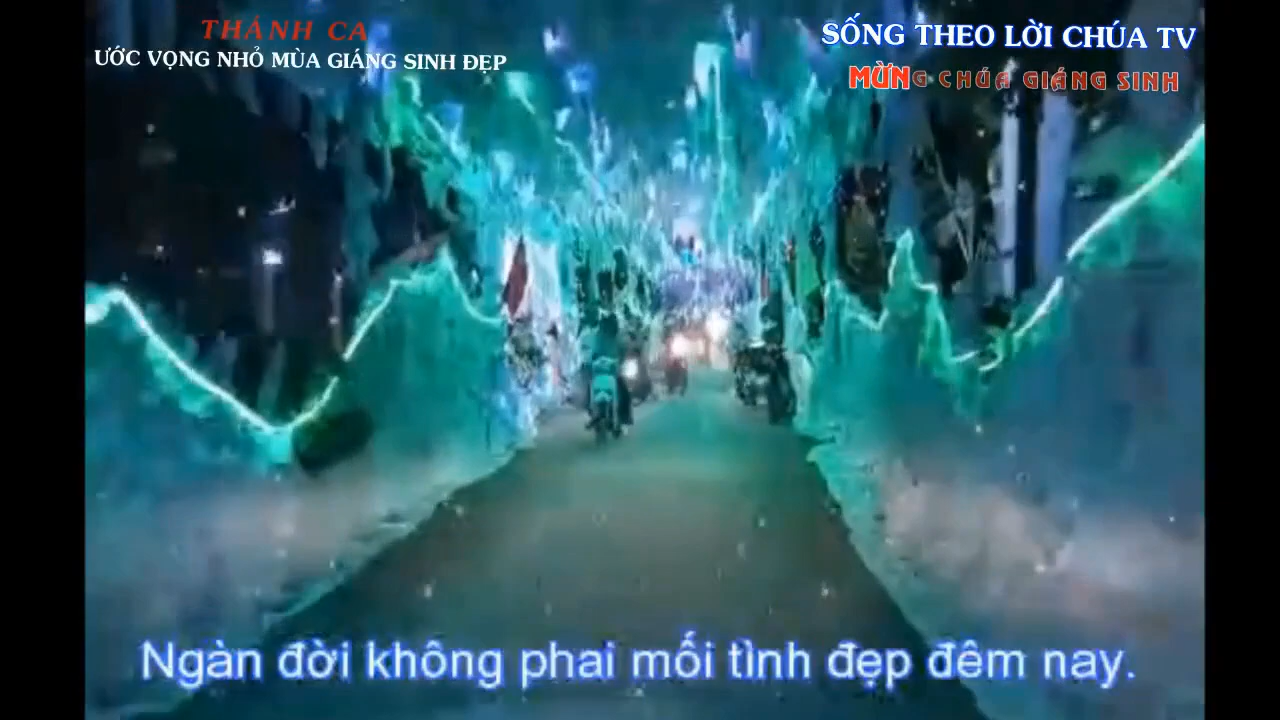 THÁNH CA
ƯỚC VỌNG NHỎ MÙA GIÁNG SINH ĐẸP
SỐNG THEO LỜI CHÚA TV
MỪNG CHÚA GIÁNG SINH
Ngàn đời không phai mối tình đẹp đêm nay.